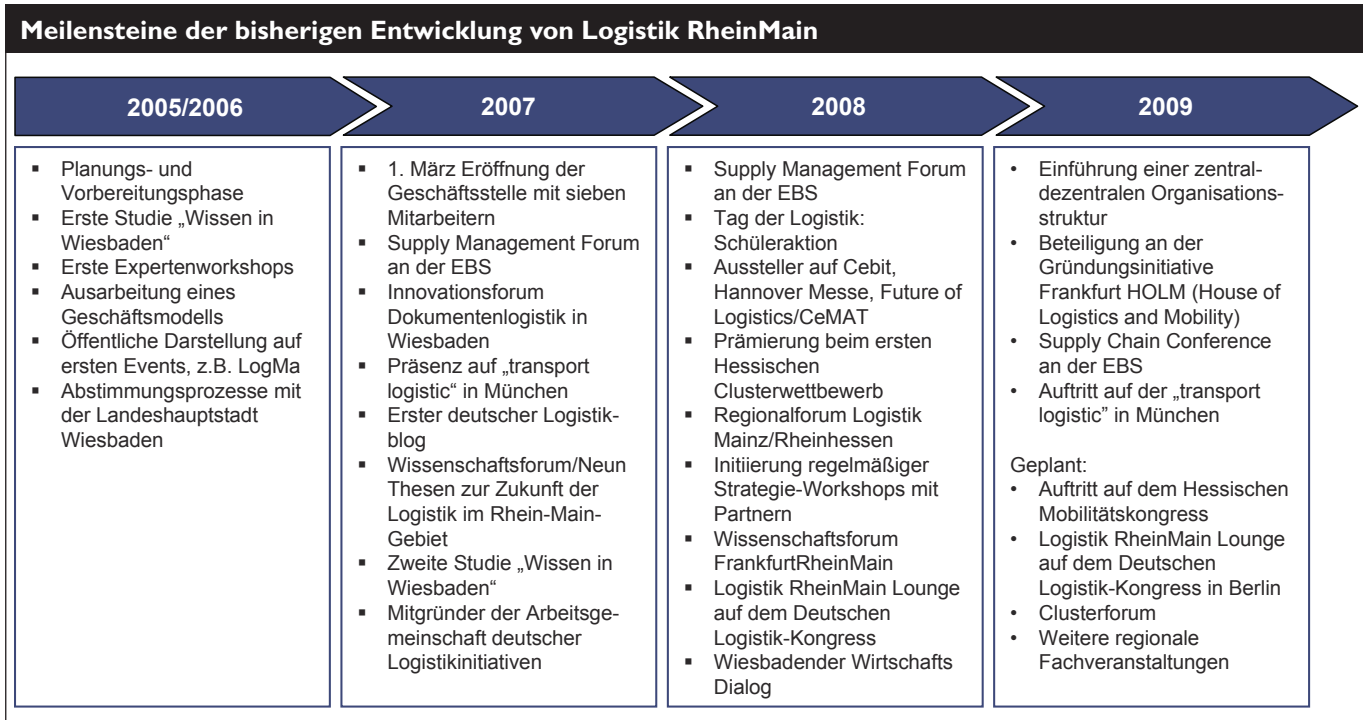 Meilensteine der bisherigen Entwicklung von Logistik RheinMain
2005/2006
▪ Planungs- und
Vorbereitungsphase
▪ Erste Studie „Wissen in
Wiesbaden“
▪ Erste Expertenworkshops
▪ Ausarbeitung eines
Geschäftsmodells
▪ Öffentliche Darstellung auf
ersten Events, z.B. LogMa
▪ Abstimmungsprozesse mit
der Landeshauptstadt
Wiesbaden
2007
▪ 1. März Eröffnung der
Geschäftsstelle mit sieben
Mitarbeitern
▪ Supply Management Forum
an der EBS
▪ Innovationsforum
Dokumentenlogistik in
Wiesbaden
▪ Präsenz auf „transport
logistic“ in München
▪ Erster deutscher Logistik-
blog
▪ Wissenschaftsforum/Neun
Thesen zur Zukunft der
Logistik im Rhein-Main-
Gebiet
▪ Zweite Studie „Wissen in
Wiesbaden“
▪ Mitgründer der Arbeitsge-
meinschaft deutscher
Logistikinitiativen
2008
▪ Supply Management Forum
an der EBS
▪ Tag der Logistik:
Schüleraktion
▪ Aussteller auf Cebit,
Hannover Messe, Future of
Logistics/CeMAT
▪ Prämierung beim ersten
Hessischen
Clusterwettbewerb
▪ Regionalforum Logistik
Mainz/Rheinhessen
▪ Initiierung regelmäßiger
Strategie-Workshops mit
Partnern
▪ Wissenschaftsforum
FrankfurtRheinMain
▪ Logistik RheinMain Lounge
auf dem Deutschen
Logistik-Kongress
▪ Wiesbadender Wirtschafts
Dialog
2009
• Einführung einer zentral-
dezentralen Organisations-
struktur
• Beteiligung an der
Gründungsinitiative
Frankfurt HOLM (House of
Logistics and Mobility)
• Supply Chain Conference
an der EBS
• Auftritt auf der „transport
logistic” in München
Geplant:
• Auftritt auf dem Hessischen
Mobilitätskongress
• Logistik RheinMain Lounge
auf dem Deutschen
Logistik-Kongress in Berlin
• Clusterforum
• Weitere regionale
Fachveranstaltungen